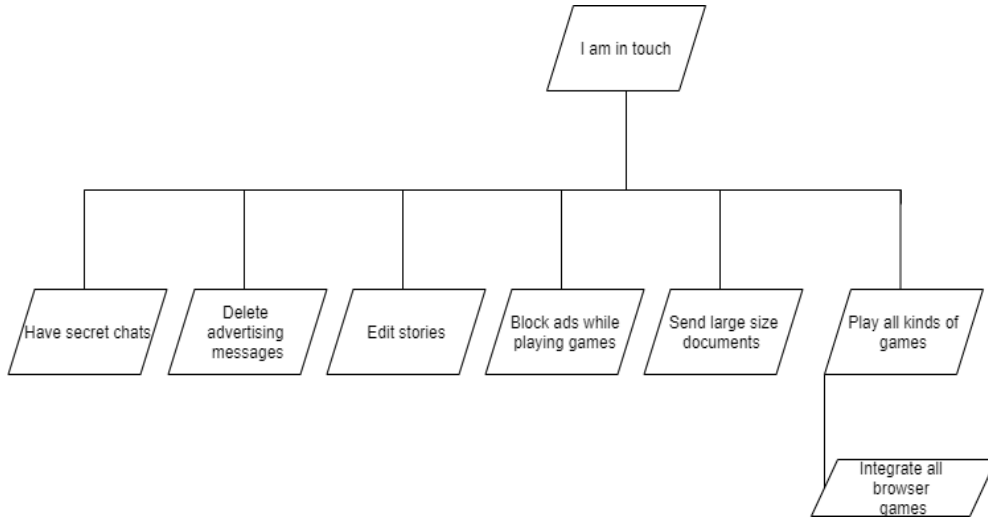 I am in touch
Have secret chats
Delete
advertising
messages
Edit stories
Block ads while
playing games
Send large size
documents
Play all kinds of
games
Integrate all
browser
games